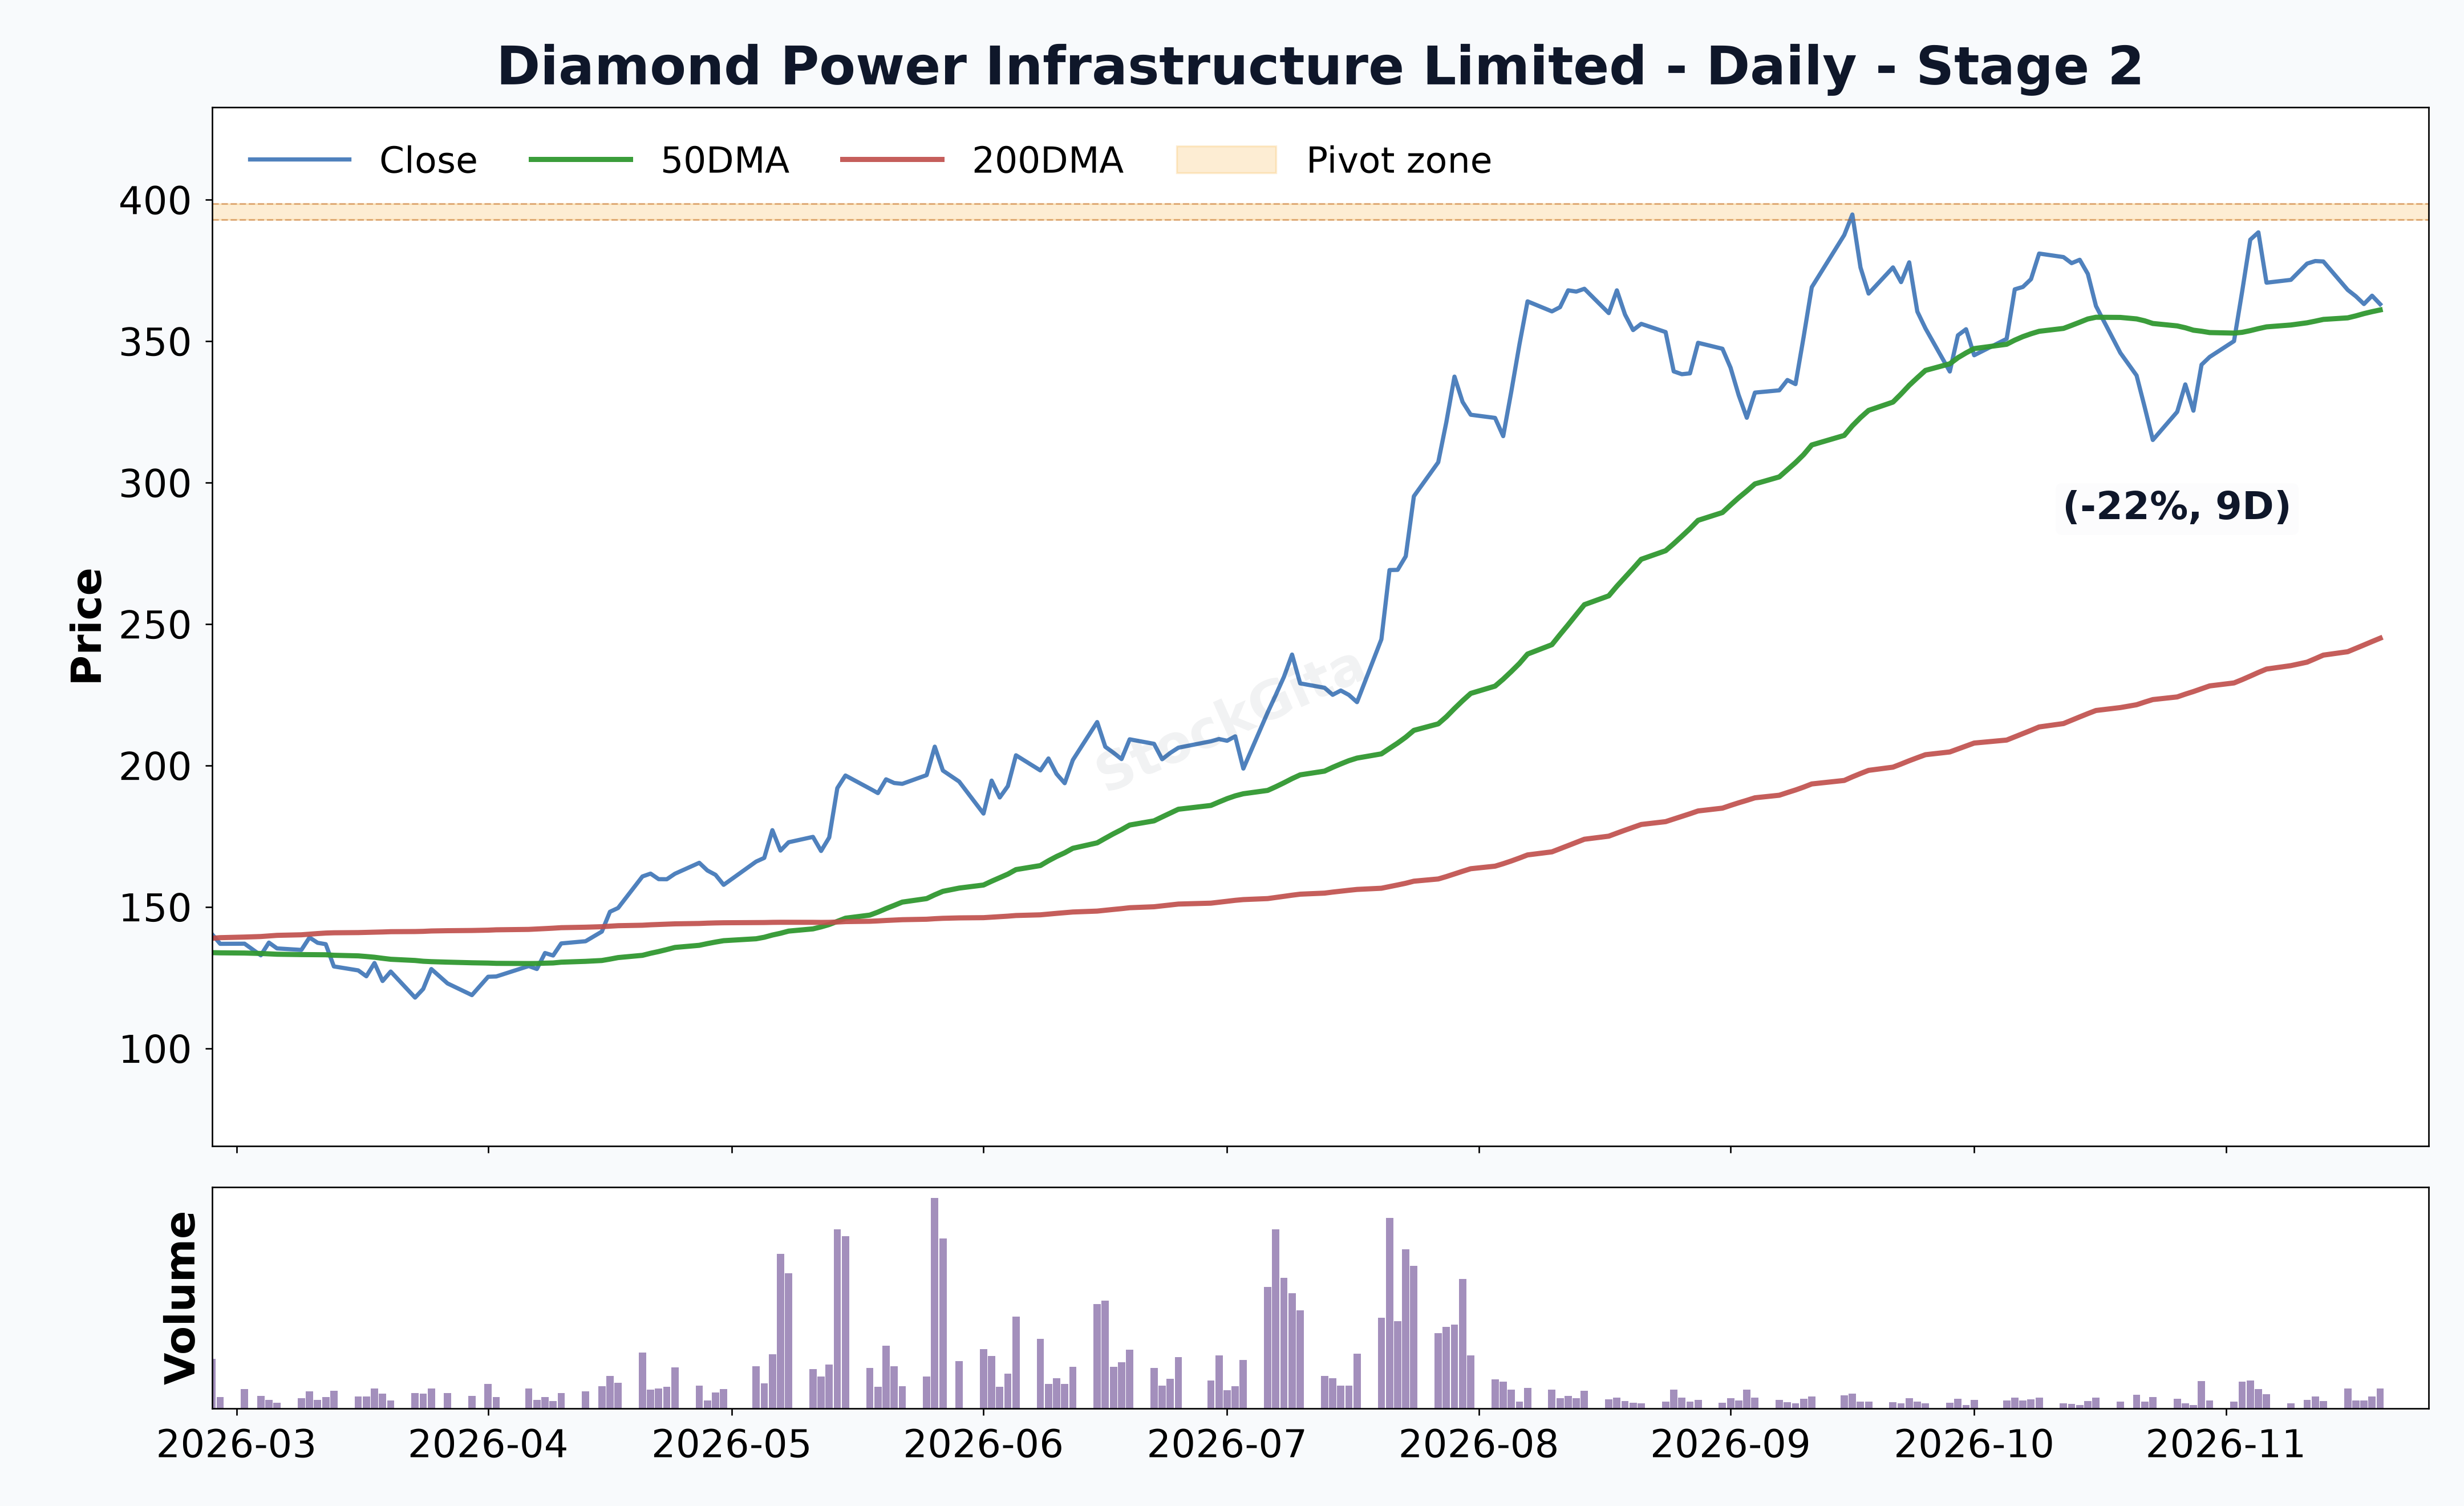 Diamond Power Infrastructure Limited - Daily - Stage 2
Close 50DMA 200DMA Pivot zone
400
350
300
250
200
150
100
Price
(-22%, 9D)
StockGita
Volume
2026-03 2026-04 2026-05 2026-06 2026-07 2026-08 2026-09 2026-10 2026-11